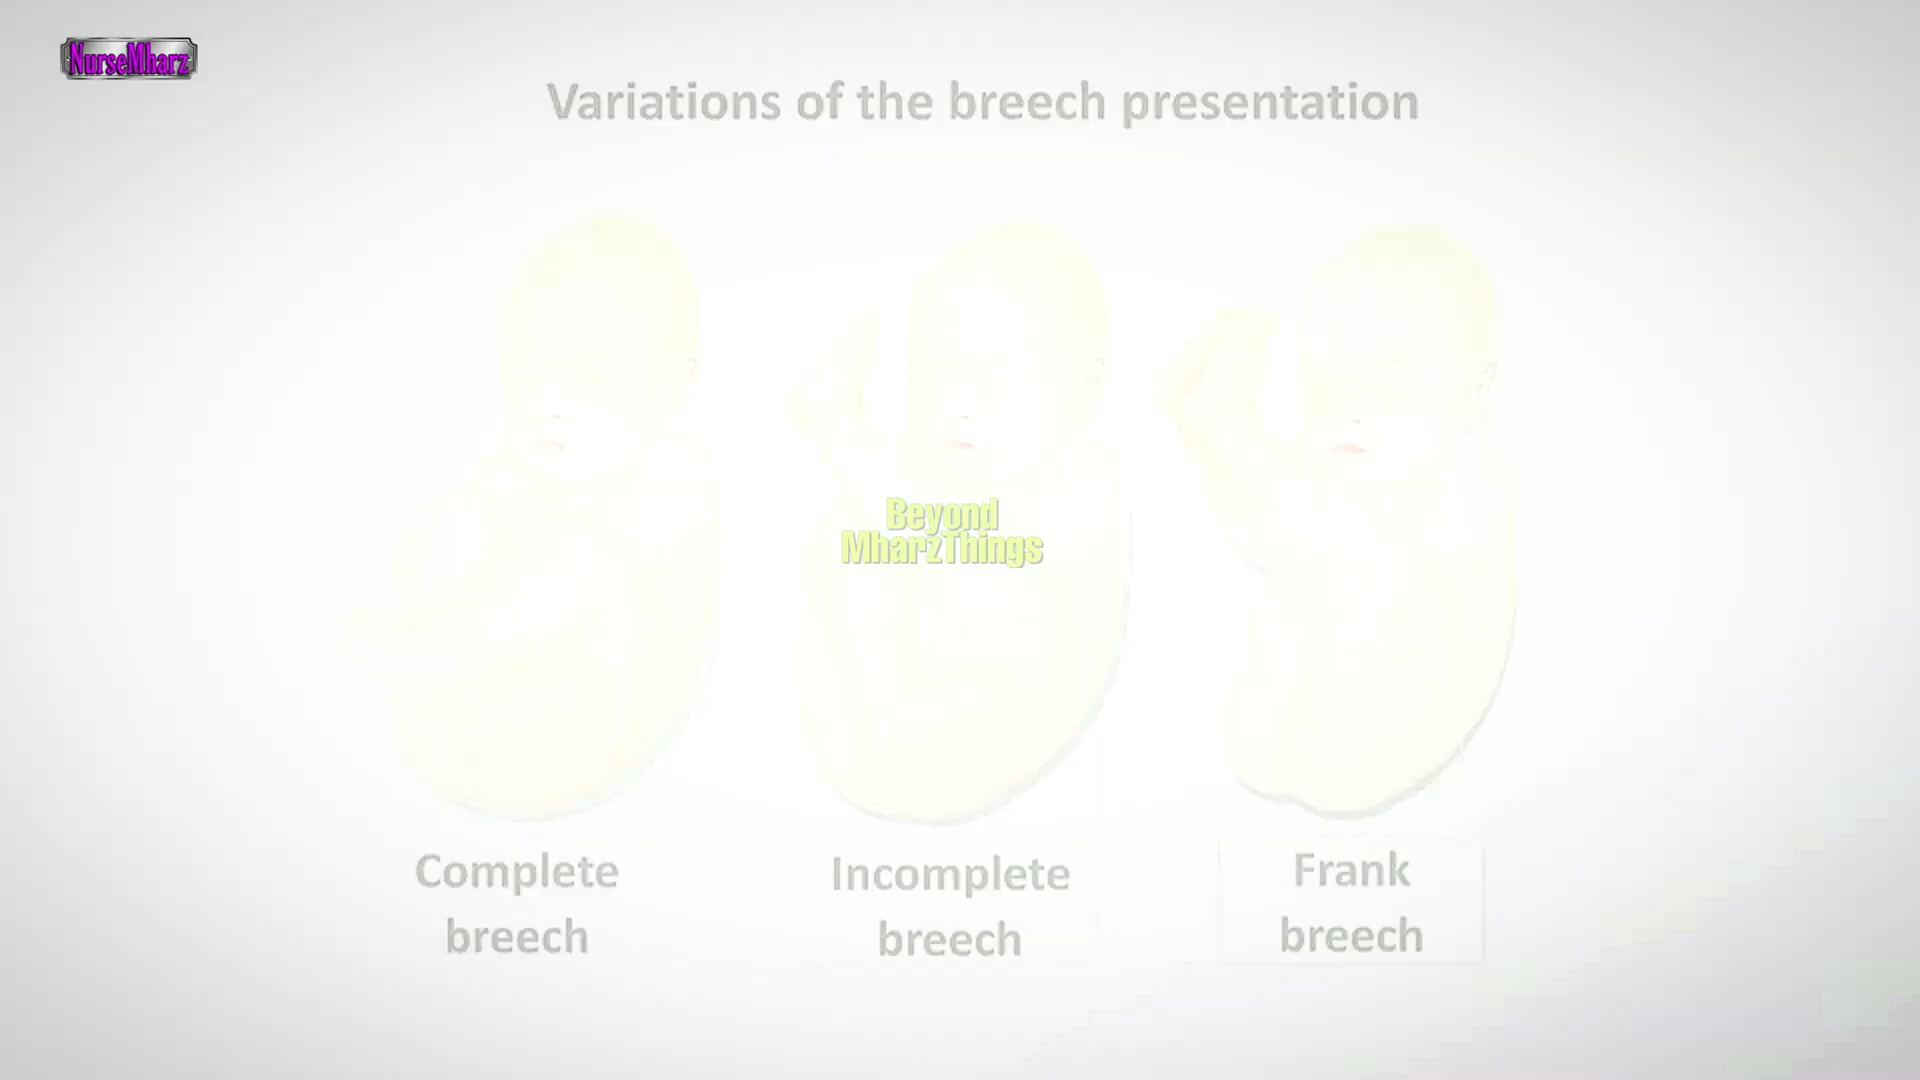 NurseMharz
Variations of the breech presentation
Beyond
MharzThings
Complete
breech
Incomplete
breech
Frank
breech